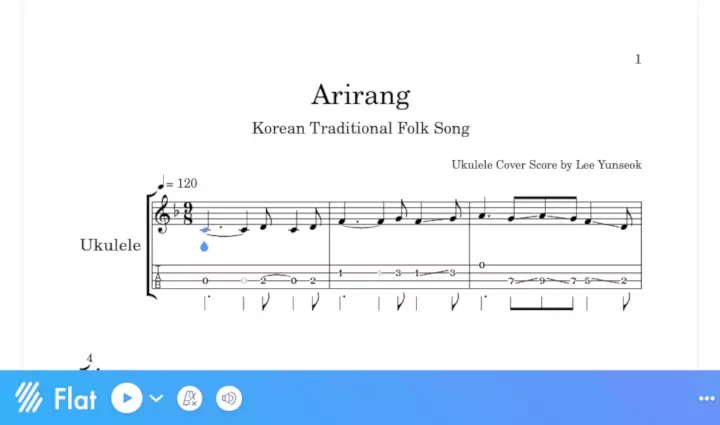 1
Arirang
Korean Traditional Folk Song
Ukulele Cover Score by Lee Yunseok
= 120
9
8
Ukulele
0 0 2 0 2 1 1 3 1 3 0 7 9 7 5 2
4
Flat